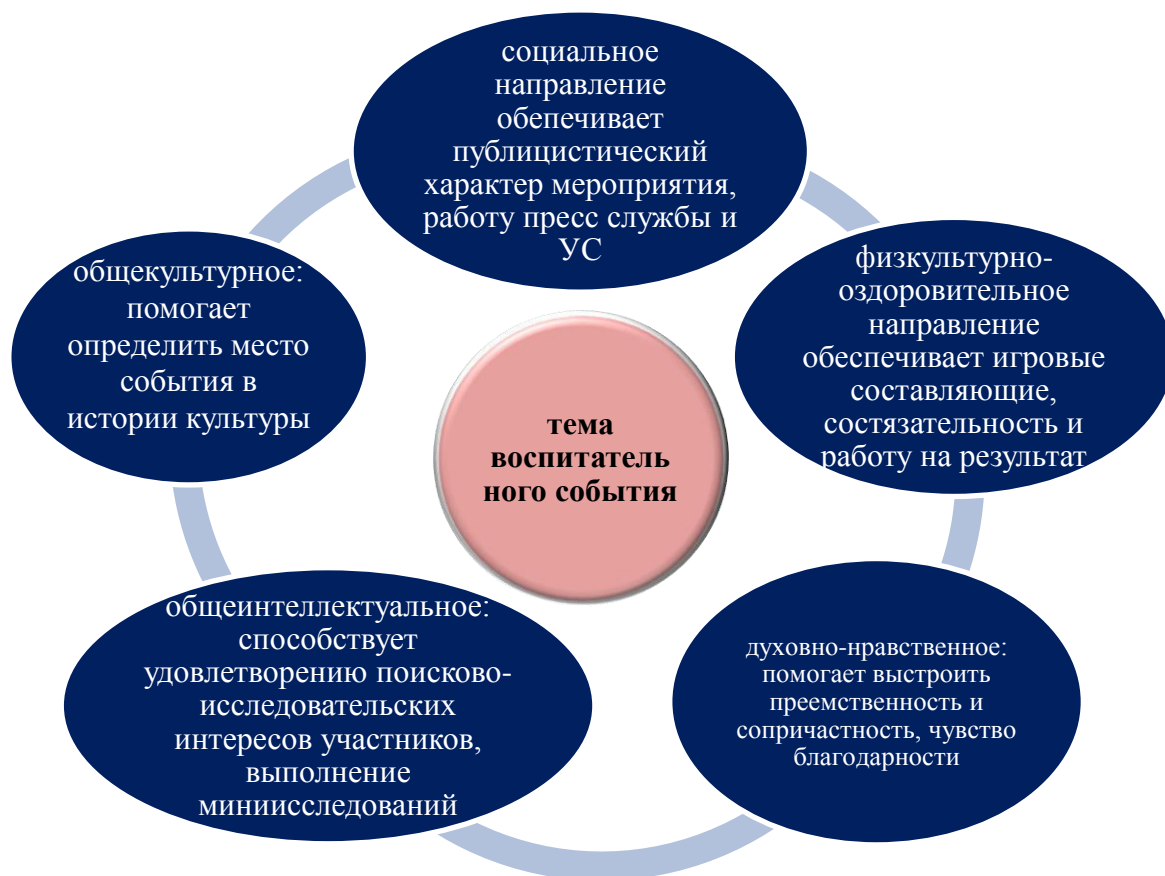 социальное
направление
обепечивает
публицистический
характер мероприятия,
работу пресс службы и
УС
физкультурно-
оздоровительное
направление
обеспечивает игровые
составляющие,
состязательность и
работу на результат
духовно-нравственное:
помогает выстроить
преемственность и
сопричастность, чувство
благодарности
общеинтеллектуальное:
способствует
удовлетворению поисково-
исследовательских
интересов участников,
выполнение
миниисследований
общекультурное:
помогает
определить место
события в
истории культуры
тема
воспитатель
ного события